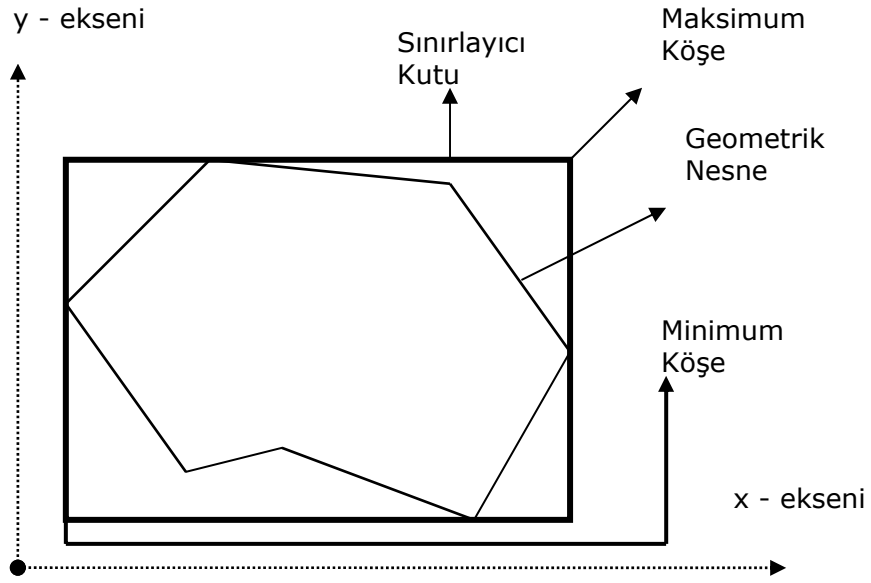 y - ekseni
Sınırlayıcı
Kutu
Maksimum
Köşe
Geometrik
Nesne
Minimum
Köşe
x - ekseni